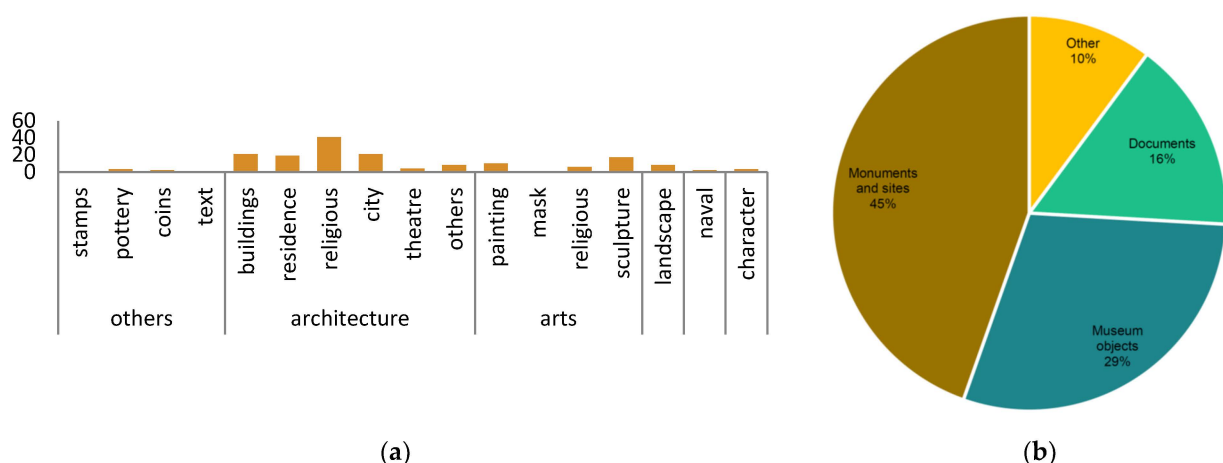 60
40
20
0
stamps
pottery
coins
text
buildings
residence
religious
city
theatre
others
painting
mask
religious
sculpture
landscape
naval
character
others
architecture
arts
(a)
Other
10%
Documents
16%
Monuments
and sites
45%
Museum
objects
29%
(b)